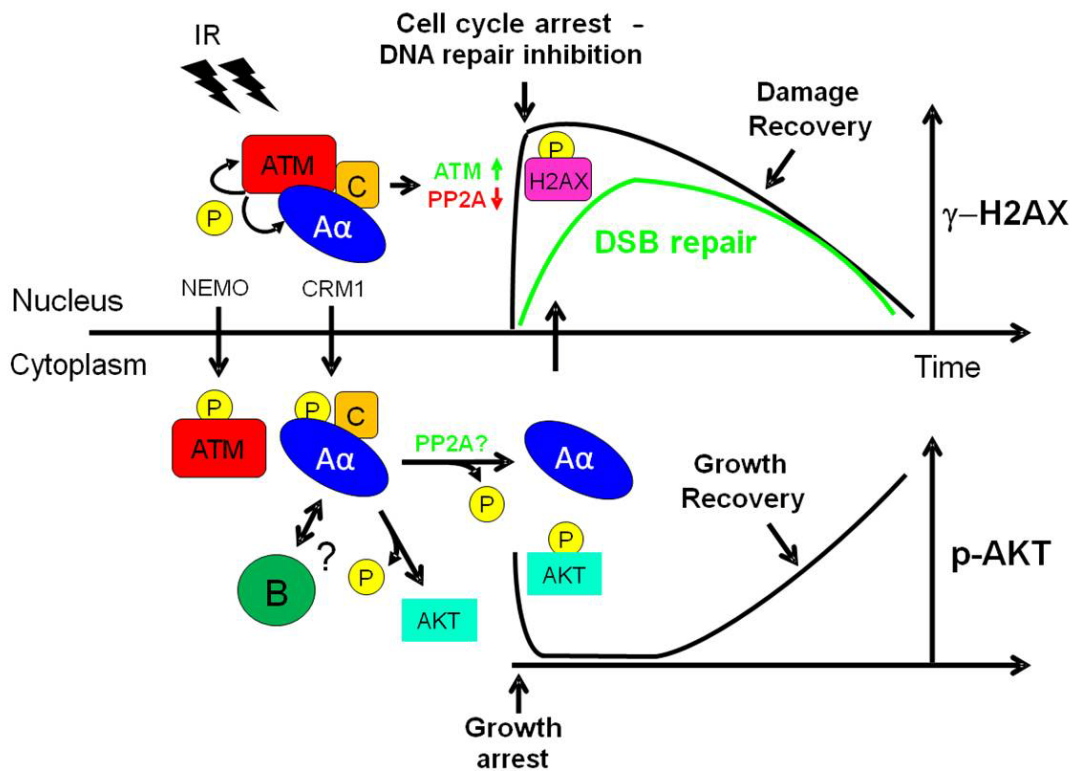 IR
Cell cycle arrest -
DNA repair inhibition
ATM
C
Aα
P
ATM
PP2A
P
H2AX
Damage
Recovery
DSB repair
γ-H2AX
NEMO
CRM1
Nucleus
Cytoplasm
Time
P
ATM
P
C
Aα
PP2A?
P
Aα
B
?
P
AKT
P
AKT
Growth
Recovery
p-AKT
Growth
arrest